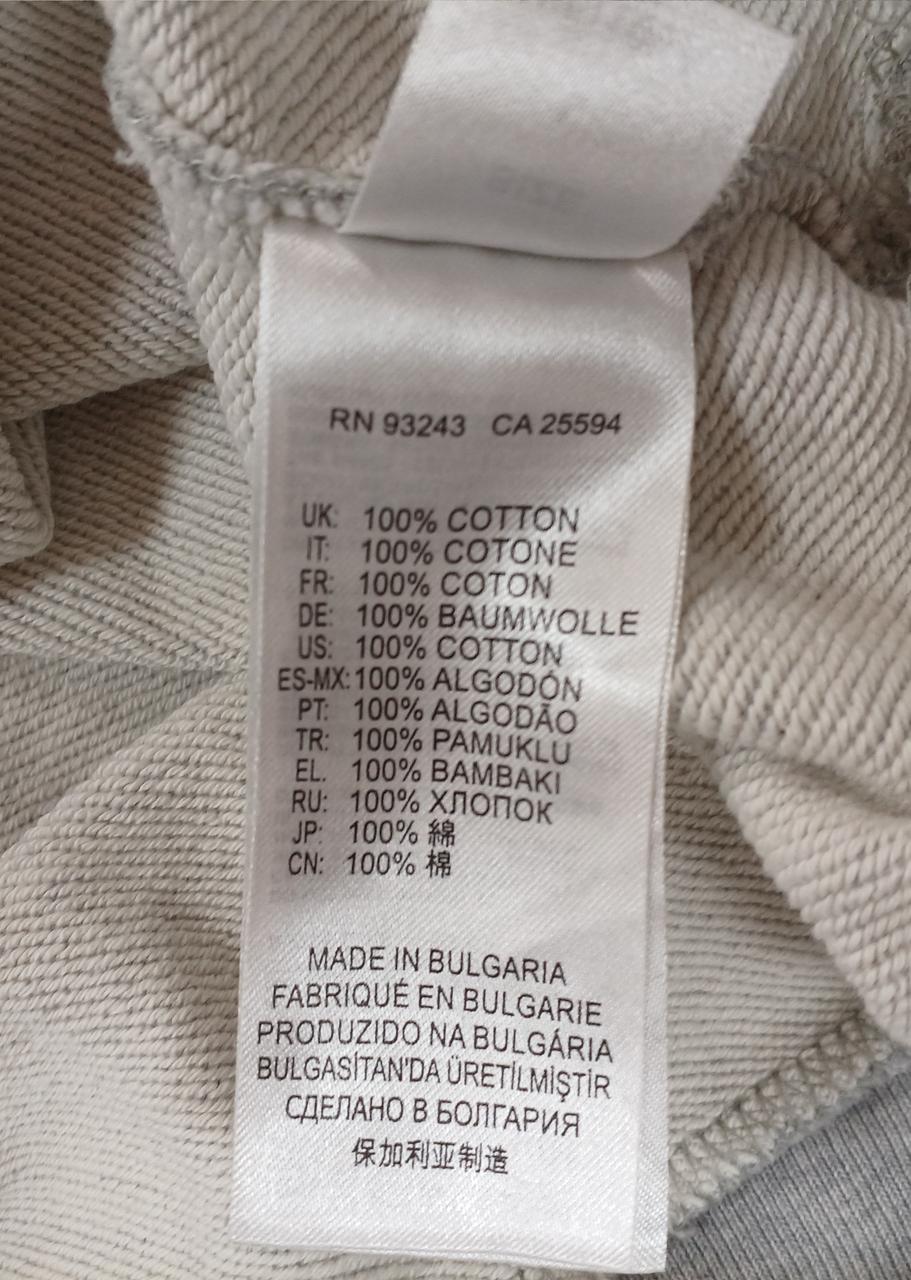 RN 93243 CA 25594
UK: 100% COTTON
IT: 100% COTONE
FR: 100% COTON
DE: 100% BAUMWOLLE
US: 100% COTTON
ES-MX: 100% ALGODÓN
PT: 100% ALGODÃO
TR: 100% PAMUKLU
EL. 100% BAMBAKI
RU: 100% ХЛОПОК
JP: 100% 綿
CN: 100% 棉
MADE IN BULGARIA
FABRIQUÉ EN BULGARIE
PRODUZIDO NA BULGÁRIA
BULGASİTAN'DA ÜRETİLMİŞTİR
СДЕЛАНО В БОЛГАРИЯ
保加利亚制造